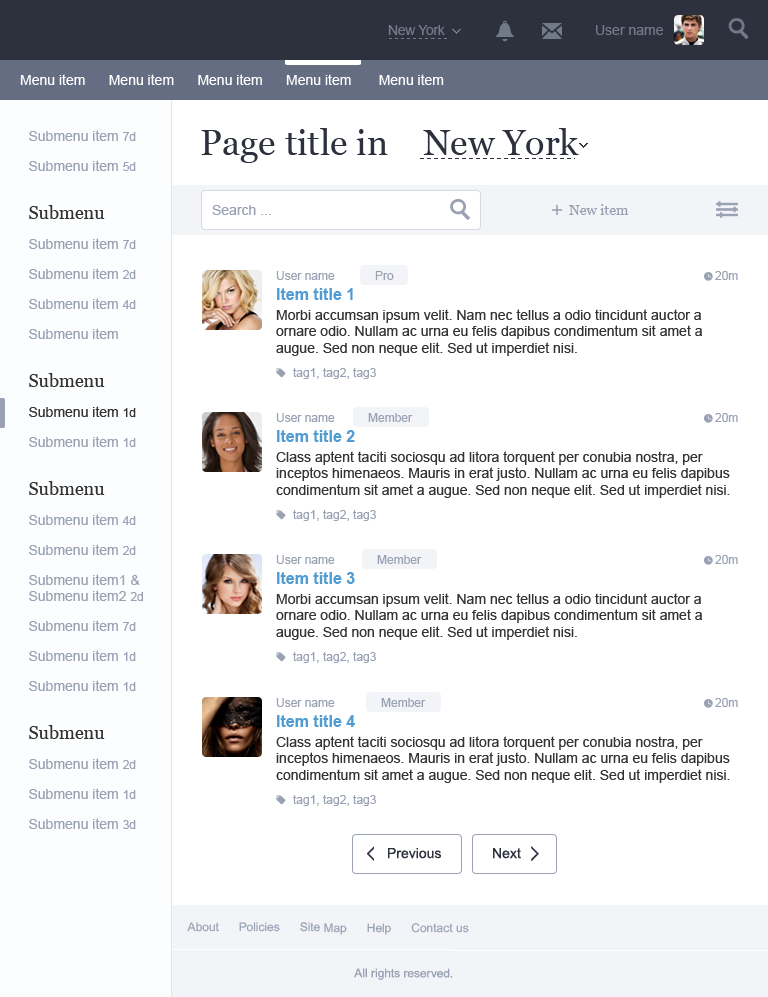 New York
User name
Menu item Menu item Menu item Menu item Menu item
Submenu item 7d
Submenu item 5d
Submenu
Submenu item 7d
Submenu item 2d
Submenu item 4d
Submenu item
Submenu
Submenu item 1d
Submenu item 1d
Submenu
Submenu item 4d
Submenu item 2d
Submenu item1 &
Submenu item2 2d
Submenu item 7d
Submenu item 1d
Submenu item 1d
Submenu
Submenu item 2d
Submenu item 1d
Submenu item 3d
Page title in New York
Search ...
+ New item
User name Pro 20m
Item title 1
Morbi accumsan ipsum velit. Nam nec tellus a odio tincidunt auctor a
ornare odio. Nullam ac urna eu felis dapibus condimentum sit amet a
augue. Sed non neque elit. Sed ut imperdiet nisi.
tag1, tag2, tag3
User name Member 20m
Item title 2
Class aptent taciti sociosqu ad litora torquent per conubia nostra, per
inceptos himenaeos. Mauris in erat justo. Nullam ac urna eu felis dapibus
condimentum sit amet a augue. Sed non neque elit. Sed ut imperdiet nisi.
tag1, tag2, tag3
User name Member 20m
Item title 3
Morbi accumsan ipsum velit. Nam nec tellus a odio tincidunt auctor a
ornare odio. Nullam ac urna eu felis dapibus condimentum sit amet a
augue. Sed non neque elit. Sed ut imperdiet nisi.
tag1, tag2, tag3
User name Member 20m
Item title 4
Class aptent taciti sociosqu ad litora torquent per conubia nostra, per
inceptos himenaeos. Mauris in erat justo. Nullam ac urna eu felis dapibus
condimentum sit amet a augue. Sed non neque elit. Sed ut imperdiet nisi.
tag1, tag2, tag3
Previous Next
About Policies Site Map Help Contact us
All rights reserved.